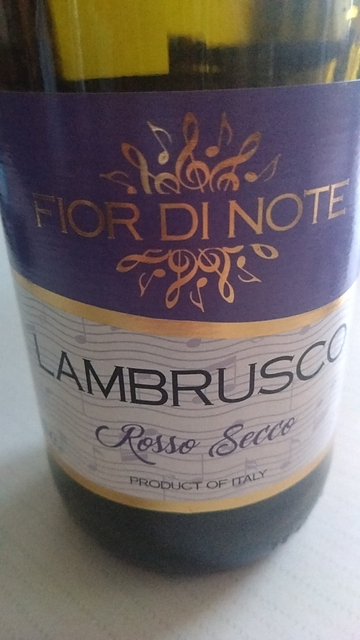 FIOR DI NOTE
LAMBRUSCO
Rosso Secco
PRODUCT OF ITALY